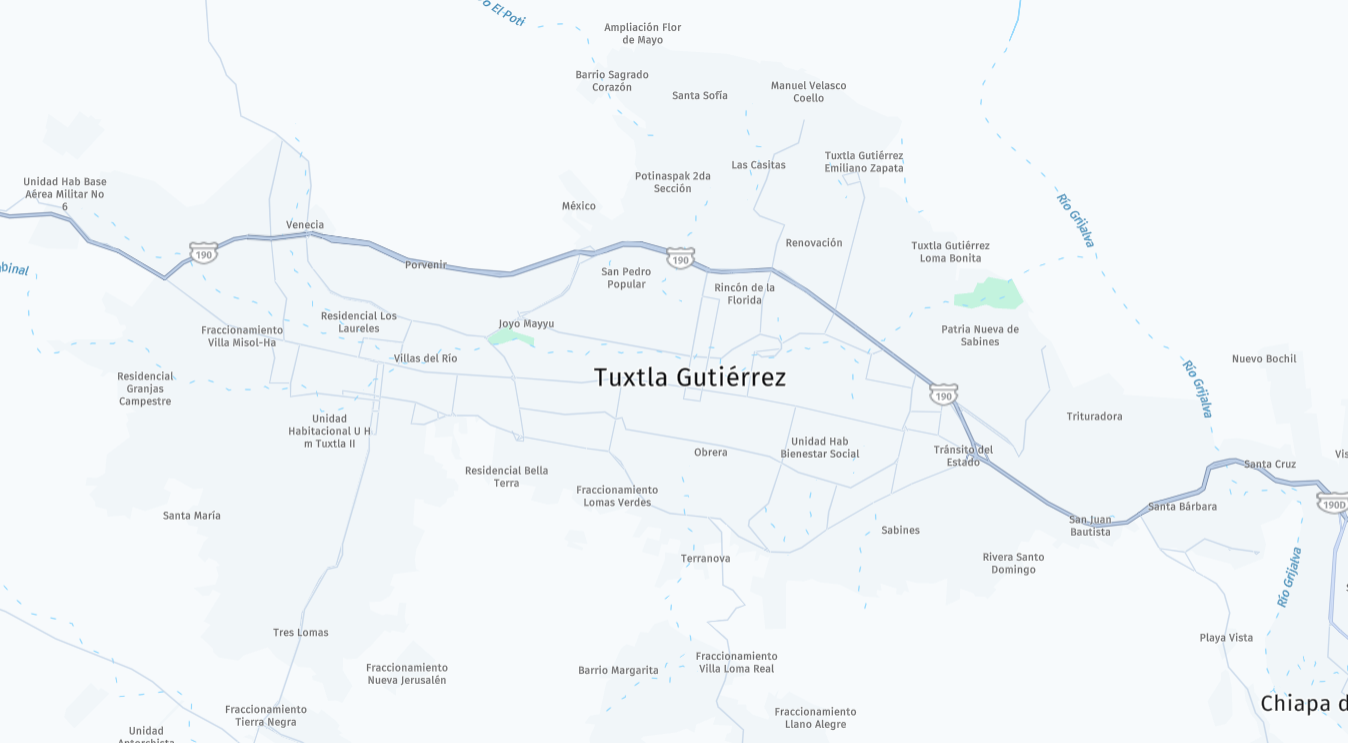 o El Poti
Ampliación Flor
de Mayo
Barrio Sagrado
Corazón
Santa Sofía
Manuel Velasco
Coello
Las Casitas
Tuxtla Gutiérrez
Emiliano Zapata
Potinaspak 2da
Sección
Unidad Hab Base
Aérea Militar No
6
México
Río Grijalva
Venecia
Renovación
Tuxtla Gutiérrez
Loma Bonita
190
190
Porvenir
binal
San Pedro
Popular
Rincón de la
Florida
Residencial Los
Laureles
Joyo Mayyu
Fraccionamiento
Villa Misol-Ha
Patria Nueva de
Sabines
Villas del Río
Nuevo Bochil
Tuxtla Gutiérrez
Residencial
Granjas
Campestre
Río Grijalva
190
Trituradora
Unidad
Habitacional U H
m Tuxtla II
Unidad Hab
Bienestar Social
Obrera
Tránsito del
Estado
Vis
Santa Cruz
Residencial Bella
Terra
Fraccionamiento
Lomas Verdes
190D
Santa Bárbara
Santa María
San Juan
Bautista
Sabines
Terranova
Rivera Santo
Domingo
Río Grijalva
Tres Lomas
Playa Vista
Fraccionamiento
Nueva Jerusalén
Barrio Margarita
Fraccionamiento
Villa Loma Real
Chiapa d
Fraccionamiento
Tierra Negra
Fraccionamiento
Llano Alegre
Unidad
Antorchista